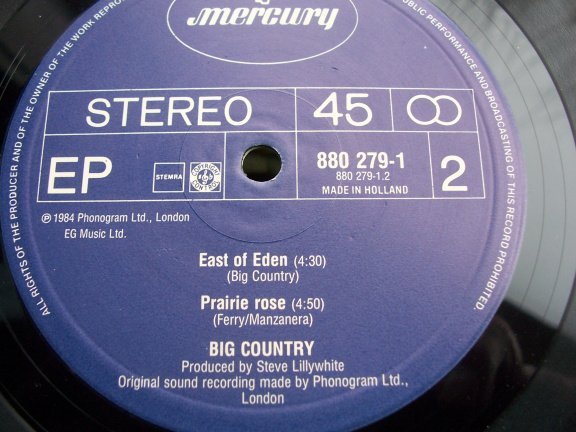 mercury
STEREO 45
EP STEMRA COPYRIGHT CONTROL 880 279-1 2
880 279-1.2
MADE IN HOLLAND
℗ 1984 Phonogram Ltd., London
EG Music Ltd.
East of Eden (4:30)
(Big Country)
Prairie rose (4:50)
(Ferry/Manzanera)
BIG COUNTRY
Produced by Steve Lillywhite
Original sound recording made by Phonogram Ltd.,
London
ALL RIGHTS OF THE PRODUCER AND OF THE OWNER OF THE WORK
PUBLIC PERFORMANCE AND BROADCASTING OF THIS RECORD PROHIBITED.